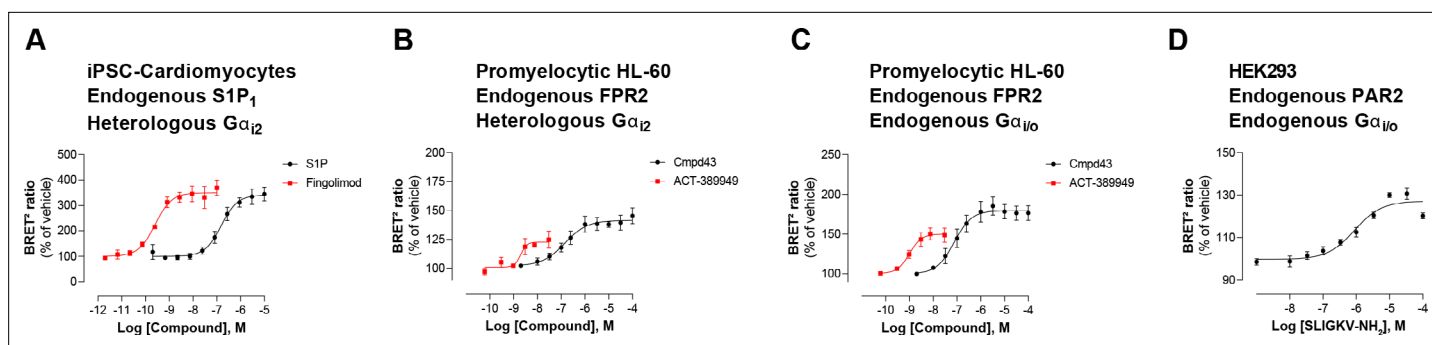 A
iPSC-Cardiomyocytes
Endogenous S1P₁
Heterologous Gαi2
500
400
300
200
100
0
BRET² ratio
(% of vehicle)
-12 -11 -10 -9 -8 -7 -6 -5
Log [Compound], M
S1P
Fingolimod
B
Promyelocytic HL-60
Endogenous FPR2
Heterologous Gαi2
200
175
150
125
100
BRET² ratio
(% of vehicle)
-10 -9 -8 -7 -6 -5 -4
Log [Compound], M
Cmpd43
ACT-389949
C
Promyelocytic HL-60
Endogenous FPR2
Endogenous Gαi/o
250
200
150
100
BRET² ratio
(% of vehicle)
-10 -9 -8 -7 -6 -5 -4
Log [Compound], M
Cmpd43
ACT-389949
D
HEK293
Endogenous PAR2
Endogenous Gαi/o
150
130
110
90
BRET² ratio
(% of vehicle)
-8 -7 -6 -5 -4
Log [SLIGKV-NH₂], M